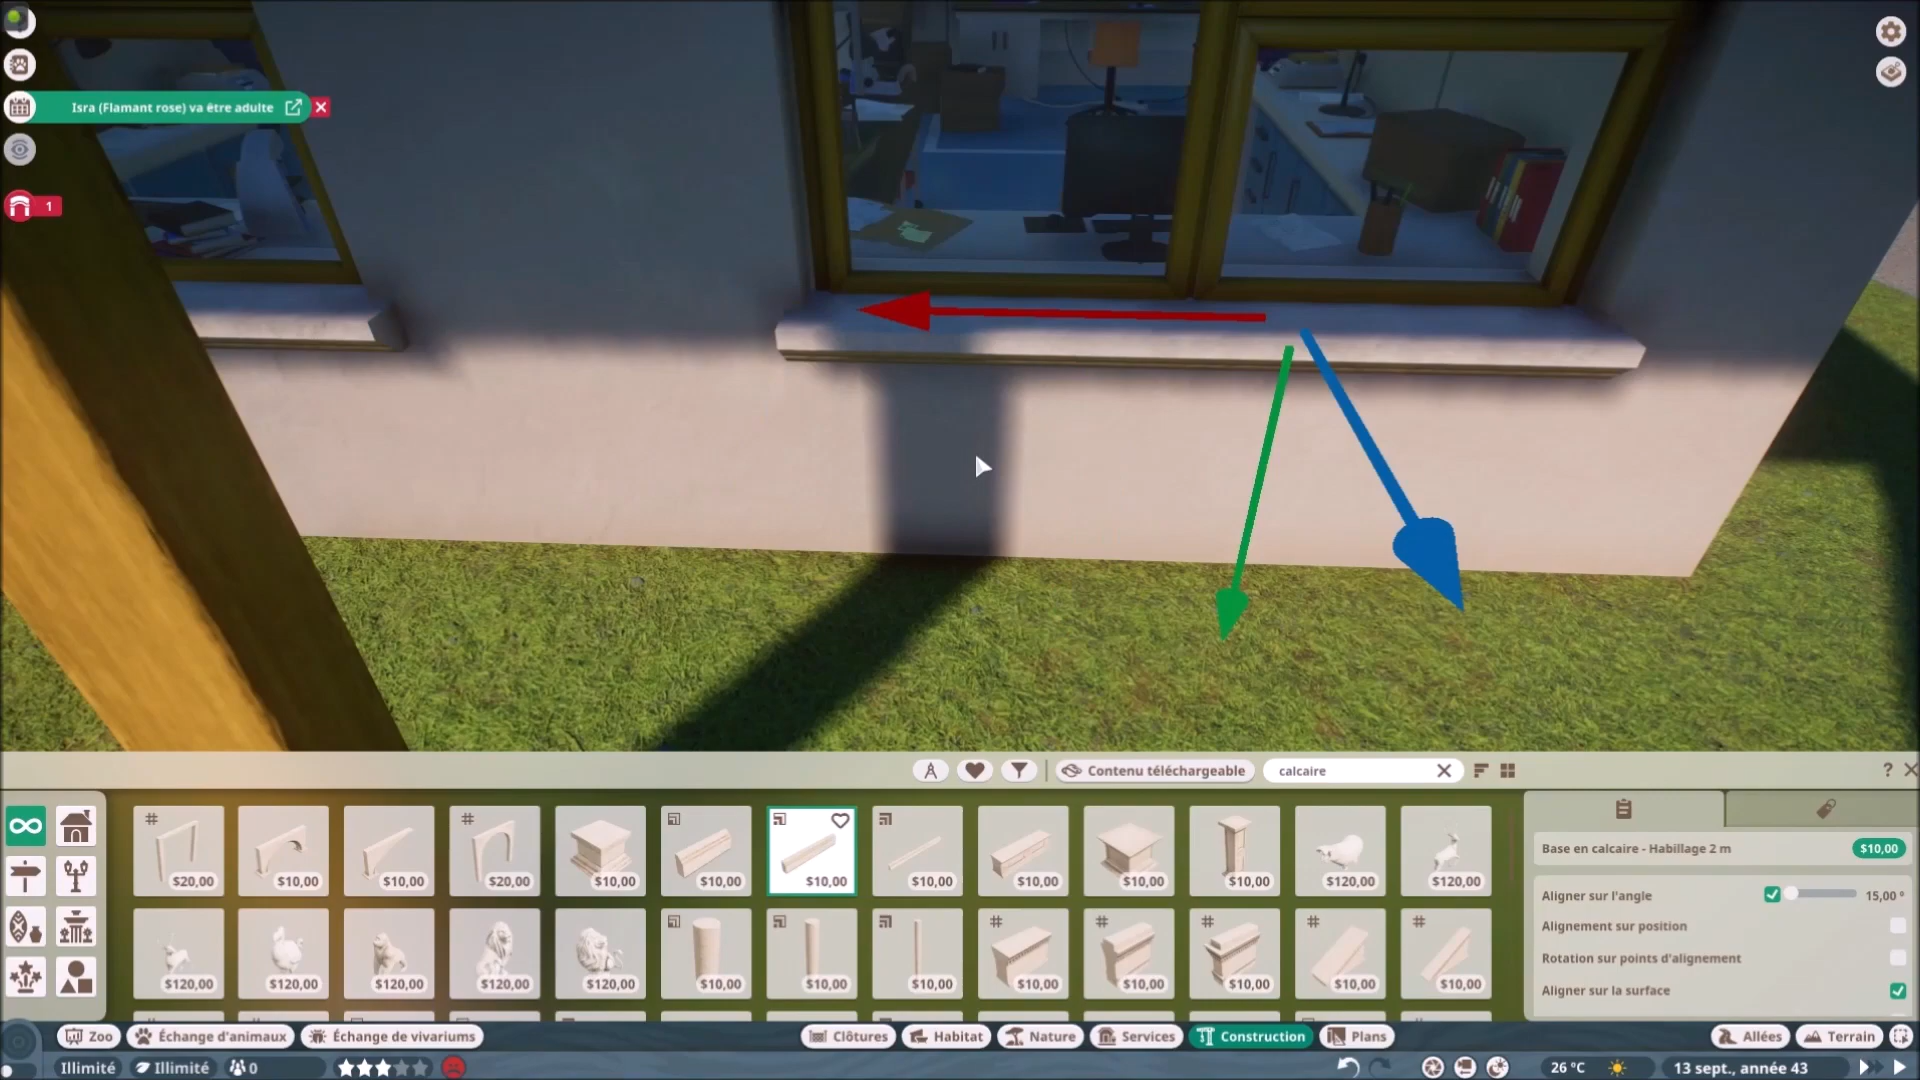 Isra (Flamant rose) va être adulte
1
Contenu téléchargeable
calcaire
?
$20,00 $10,00 $10,00 $20,00 $10,00 $10,00 $10,00 $10,00 $10,00 $10,00 $10,00 $120,00 $120,00
$120,00 $120,00 $120,00 $120,00 $120,00 $10,00 $10,00 $10,00 $10,00 $10,00 $10,00 $10,00 $10,00
Base en calcaire - Habillage 2 m $10,00
Aligner sur l'angle 15,00 °
Alignement sur position
Rotation sur points d'alignement
Aligner sur la surface
Zoo Échange d'animaux Échange de vivariums Clôtures Habitat Nature Services Construction Plans Allées Terrain
Illimité Illimité 0 26 °C 13 sept., année 43